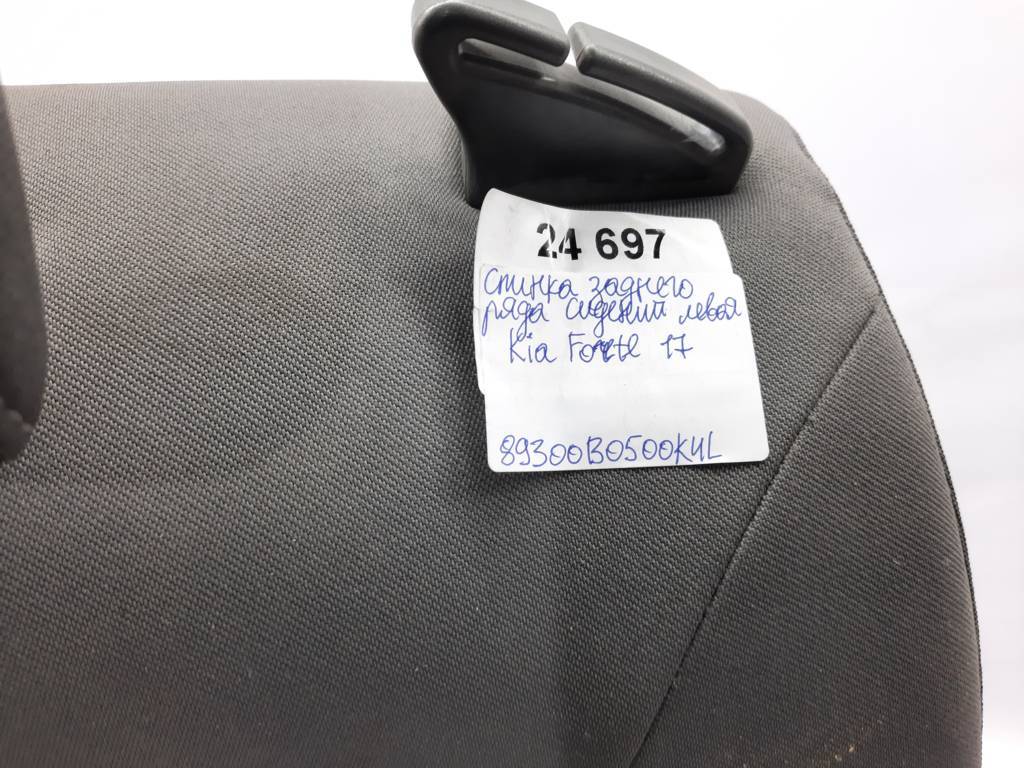 24 697
Спинка заднего
ряда сидений левая
Kia Forte 17
89300B0500KUL